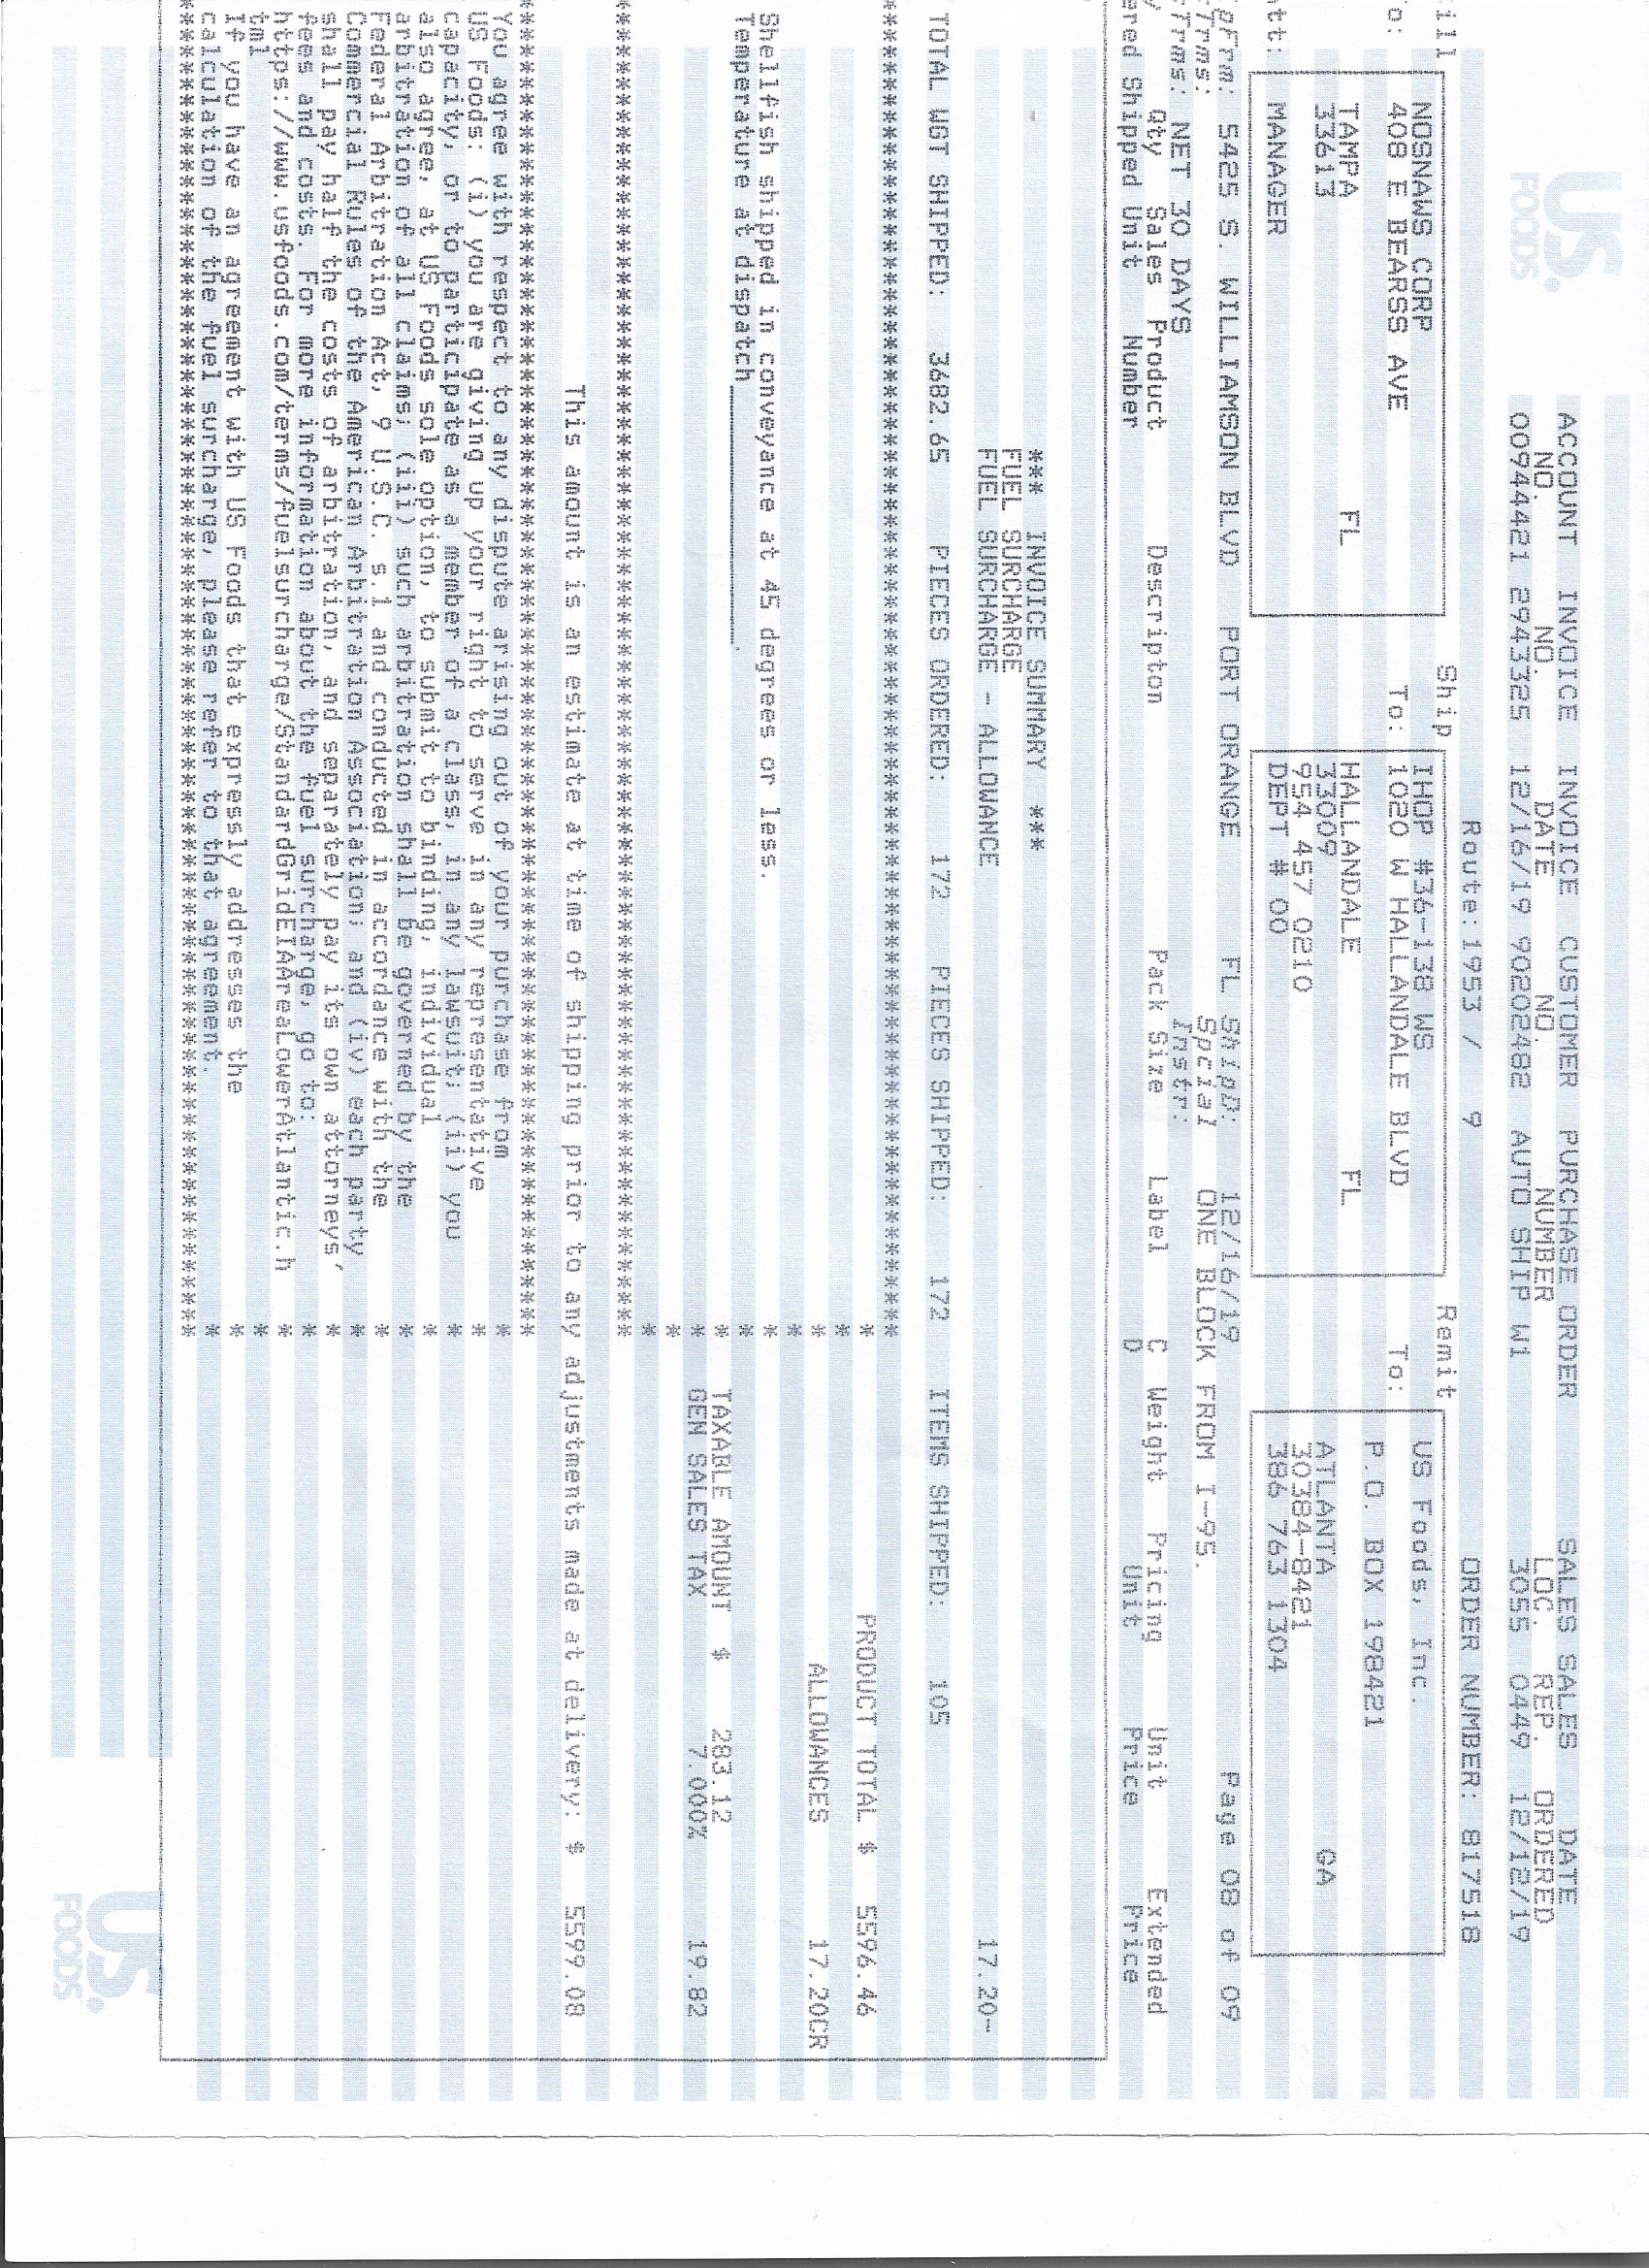 US.
FOODS
ACCOUNT INVOICE INVOICE CUSTOMER PURCHASE ORDER SALES SALES DATE
NO. NO. DATE NO. NUMBER LOC. REP. ORDERED
00944421 2943325 12/16/19 90202482 AUTO SHIP W1 3055 0449 12/12/19
Route: 1953 / 9 ORDER NUMBER: 817518
ill Ship Remit
NOSNAWS CORP IHOP #36-138 WS US Foods, Inc.
o: 408 E BEARSS AVE To: 1020 W HALLANDALE BLVD To: P.O. BOX 198421
TAMPA FL HALLANDALE FL
33613 33009 ATLANTA GA
954 457 0210 30384-8421
t: MANAGER DEPT # 00 386 763 1304
Frm: 5425 S. WILLIAMSON BLVD PORT ORANGE FL ShipD: 12/16/19 Page 08 of 09
Trms: Spcial ONE BLOCK FROM I-95.
Trms: NET 30 DAYS Instr:
y Qty Sales Product Description Pack Size Label C Weight Pricing Unit Extended
ered Shipped Unit Number D Unit Price Price
*** INVOICE SUMMARY ***
FUEL SURCHARGE
FUEL SURCHARGE - ALLOWANCE 17.20-
TOTAL WGT SHIPPED: 3682.65 PIECES ORDERED: 172 PIECES SHIPPED: 172 ITEMS SHIPPED: 105
PRODUCT TOTAL $ 5596.46
ALLOWANCES 17.20CR
Shellfish shipped in conveyance at 45 degrees or less.
Temperature at dispatch____________.
TAXABLE AMOUNT $ 283.12
GEN SALES TAX 7.000% 19.82
This amount is an estimate at time of shipping prior to any adjustments made at delivery: $ 5599.08
You agree with respect to any dispute arising out of your purchase from
US Foods: (i) you are giving up your right to serve in any representative
capacity, or to participate as a member of a class, in any lawsuit; (ii) you
also agree, at US Foods sole option, to submit to binding, individual
arbitration of all claims; (iii) such arbitration shall be governed by the
Federal Arbitration Act, 9 U.S.C. s.1 and conducted in accordance with the
Commercial Rules of the American Arbitration Association; and (iv) each party
shall pay half the costs of arbitration, and separately pay its own attorneys'
fees and costs. For more information about the fuel surcharge, go to:
https://www.usfoods.com/terms/fuelsurcharge/StandardGridEIAAreaLowerAtlantic.h
tml
If you have an agreement with US Foods that expressly addresses the
calculation of the fuel surcharge, please refer to that agreement.
US.
FOODS